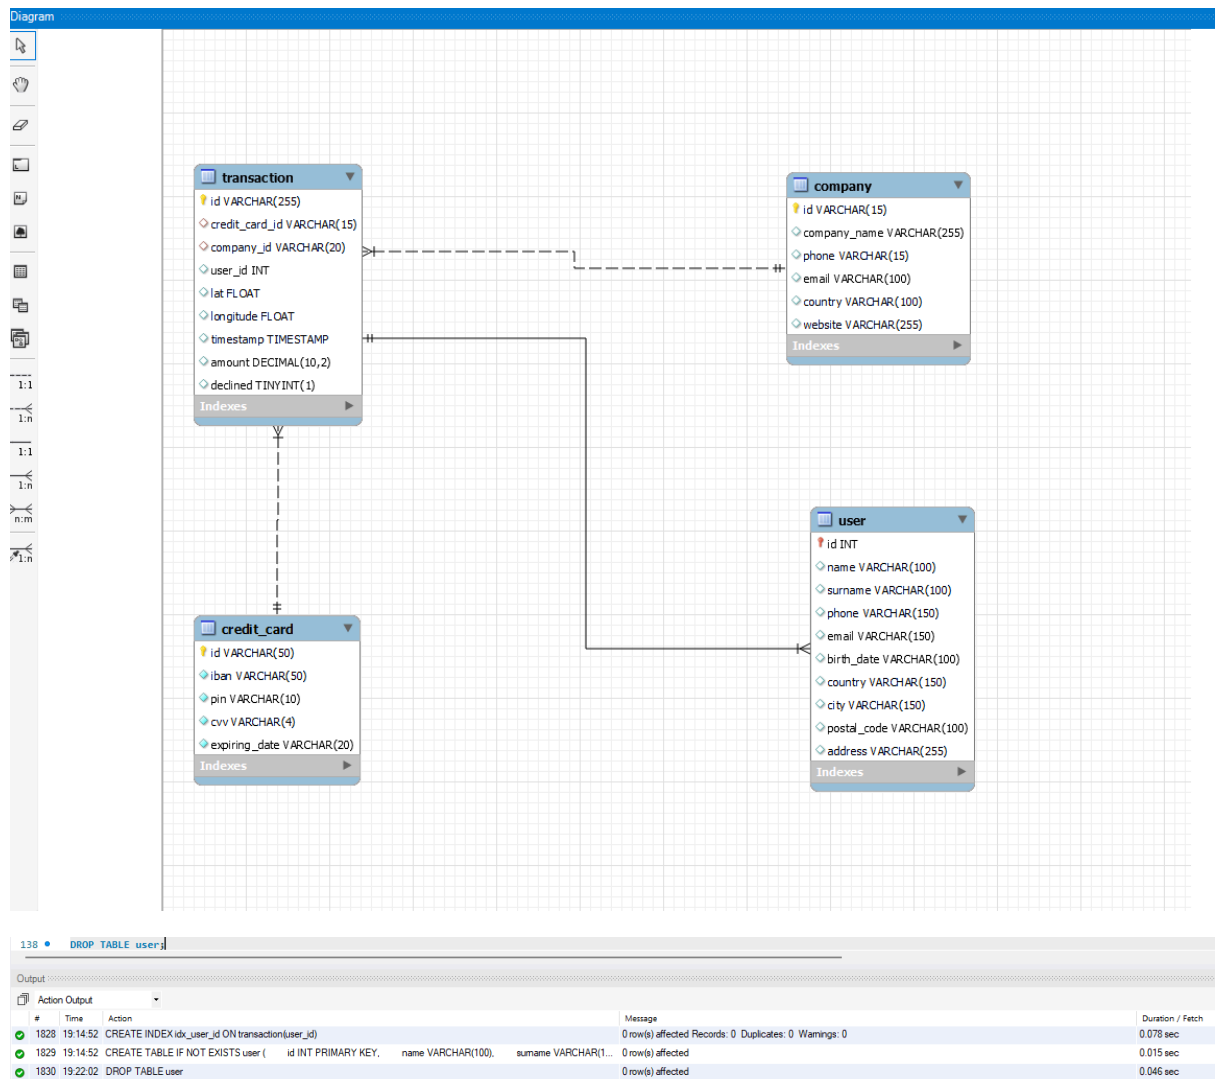 Diagram
transaction
id VARCHAR(255)
credit_card_id VARCHAR(15)
company_id VARCHAR(20)
user_id INT
lat FLOAT
longitude FLOAT
timestamp TIMESTAMP
amount DECIMAL(10,2)
declined TINYINT(1)
Indexes
company
id VARCHAR(15)
company_name VARCHAR(255)
phone VARCHAR(15)
email VARCHAR(100)
country VARCHAR(100)
website VARCHAR(255)
Indexes
1:1
1:n
1:1
1:n
n:m
1:n
user
id INT
name VARCHAR(100)
surname VARCHAR(100)
phone VARCHAR(150)
email VARCHAR(150)
birth_date VARCHAR(100)
country VARCHAR(150)
city VARCHAR(150)
postal_code VARCHAR(100)
address VARCHAR(255)
Indexes
credit_card
id VARCHAR(50)
iban VARCHAR(50)
pin VARCHAR(10)
cvv VARCHAR(4)
expiring_date VARCHAR(20)
Indexes
138 DROP TABLE user;
Output
Action Output
# Time Action Message Duration / Fetch
1828 19:14:52 CREATE INDEX idx_user_id ON transaction(user_id) 0 row(s) affected Records: 0 Duplicates: 0 Warnings: 0 0.078 sec
1829 19:14:52 CREATE TABLE IF NOT EXISTS user ( id INT PRIMARY KEY, name VARCHAR(100), surname VARCHAR(1... 0 row(s) affected 0.015 sec
1830 19:22:02 DROP TABLE user 0 row(s) affected 0.046 sec